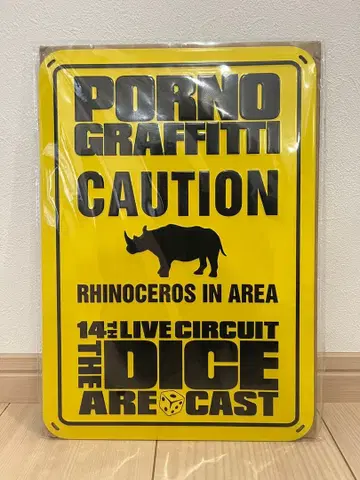 PORNO
GRAFFITTI
CAUTION
RHINOCEROS IN AREA
14TH LIVE CIRCUIT
THE DICE
ARE CAST